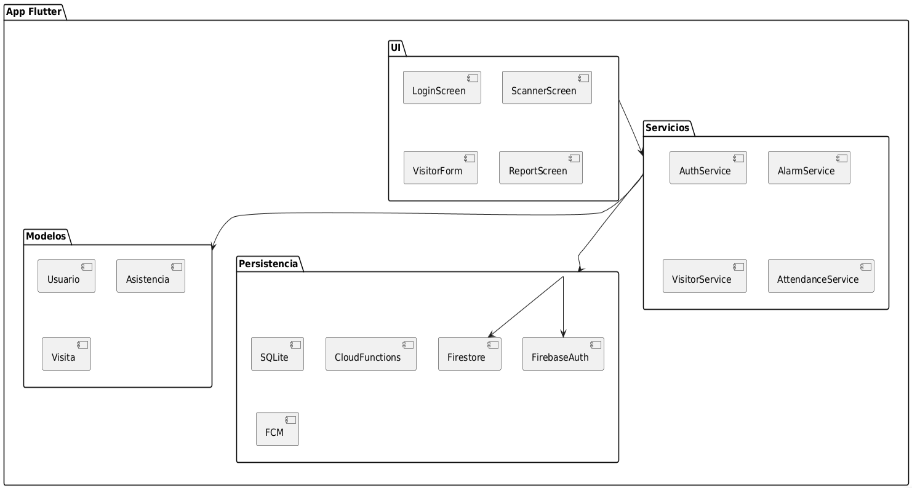 App Flutter
UI
LoginScreen
ScannerScreen
VisitorForm
ReportScreen
Servicios
AuthService
AlarmService
VisitorService
AttendanceService
Modelos
Usuario
Asistencia
Visita
Persistencia
SQLite
CloudFunctions
Firestore
FirebaseAuth
FCM